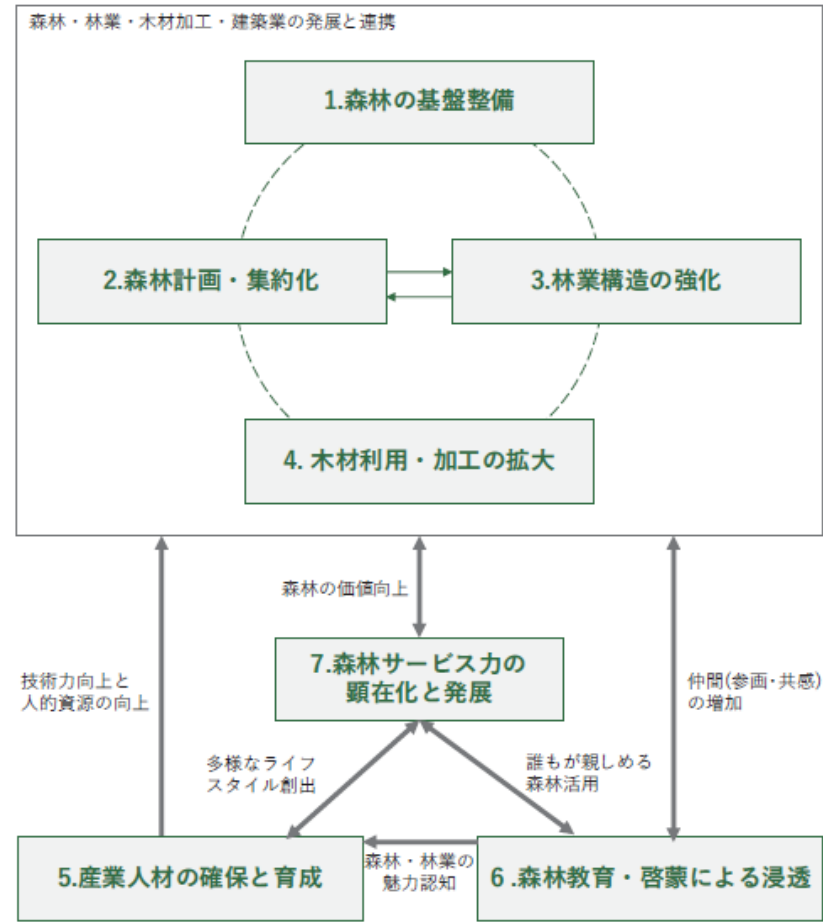 森林・林業・木材加工・建築業の発展と連携
1.森林の基盤整備
2.森林計画・集約化
3.林業構造の強化
4. 木材利用・加工の拡大
森林の価値向上
7.森林サービス力の
顕在化と発展
技術力向上と
人的資源の向上
仲間(参画・共感)
の増加
多様なライフ
スタイル創出
誰もが親しめる
森林活用
5.産業人材の確保と育成
森林・林業の
魅力認知
6 .森林教育・啓蒙による浸透